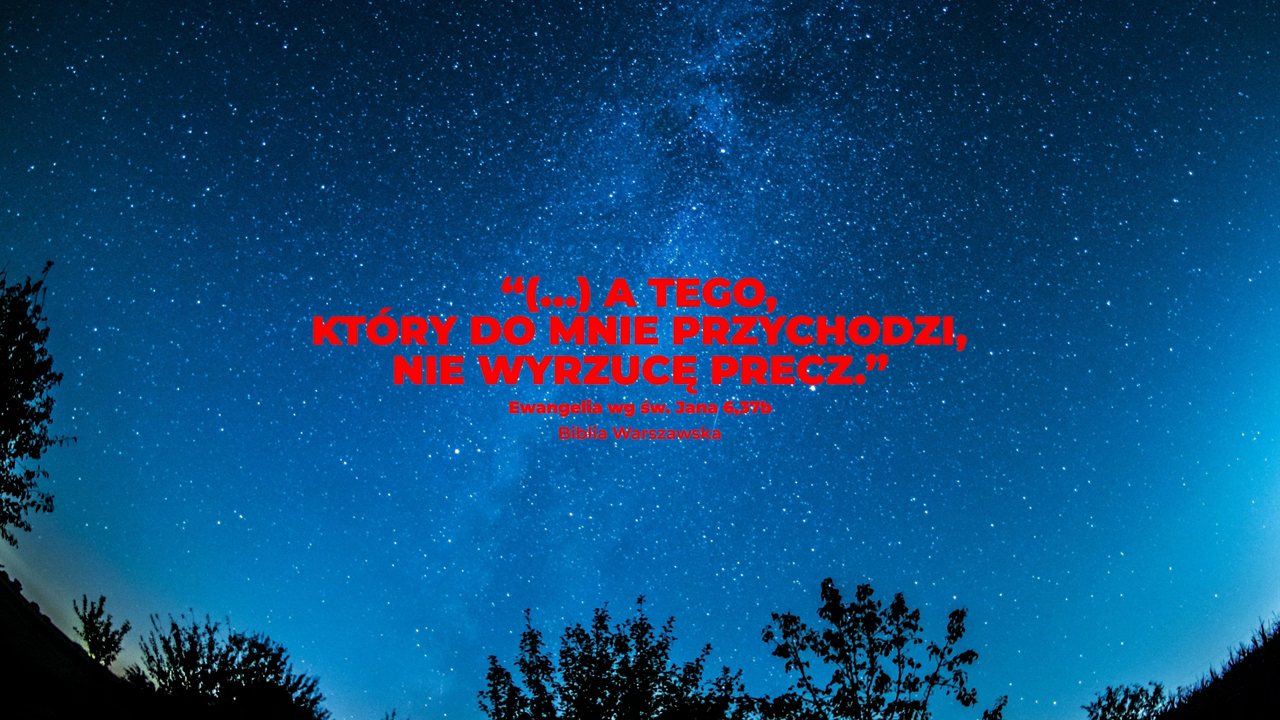 “(...) A TEGO,
KTÓRY DO MNIE PRZYCHODZI,
NIE WYRZUCĘ PRECZ.”
Ewangelia wg św. Jana 6,37b
Biblia Warszawska